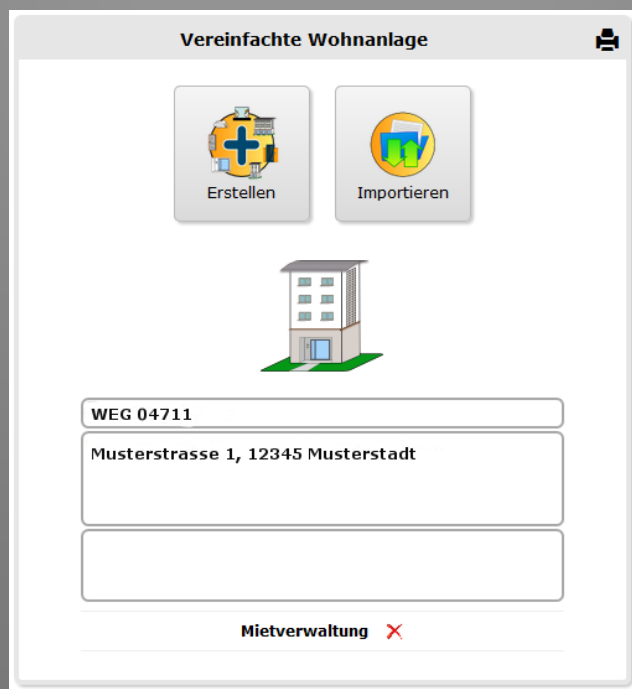 Vereinfachte Wohnanlage
Erstellen Importieren
WEG 04711
Musterstrasse 1, 12345 Musterstadt
Mietverwaltung